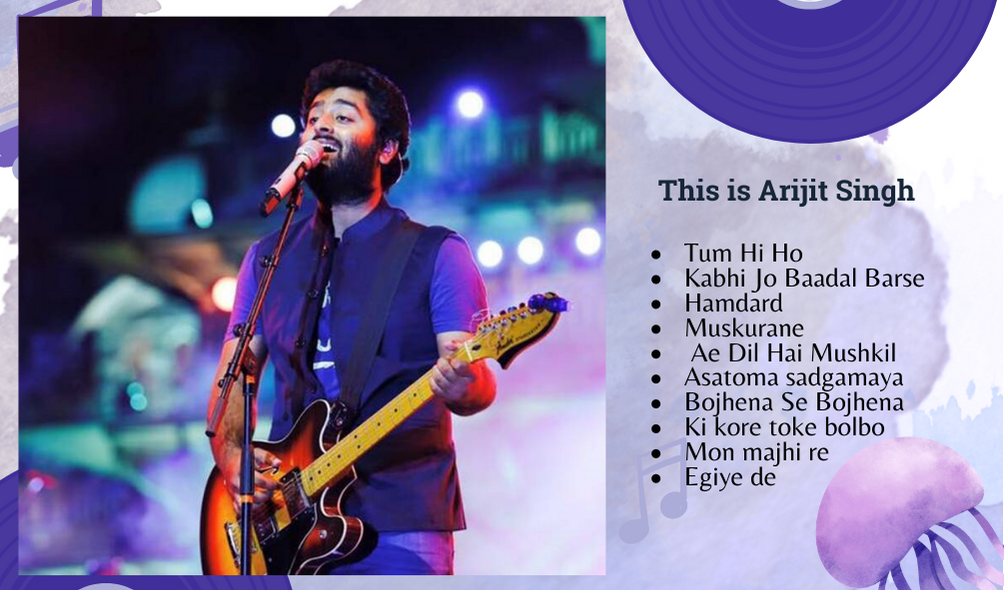 This is Arijit Singh
• Tum Hi Ho
• Kabhi Jo Baadal Barse
• Hamdard
• Muskurane
• Ae Dil Hai Mushkil
• Asatoma sadgamaya
• Bojhena Se Bojhena
• Ki kore toke bolbo
• Mon majhi re
• Egiye de